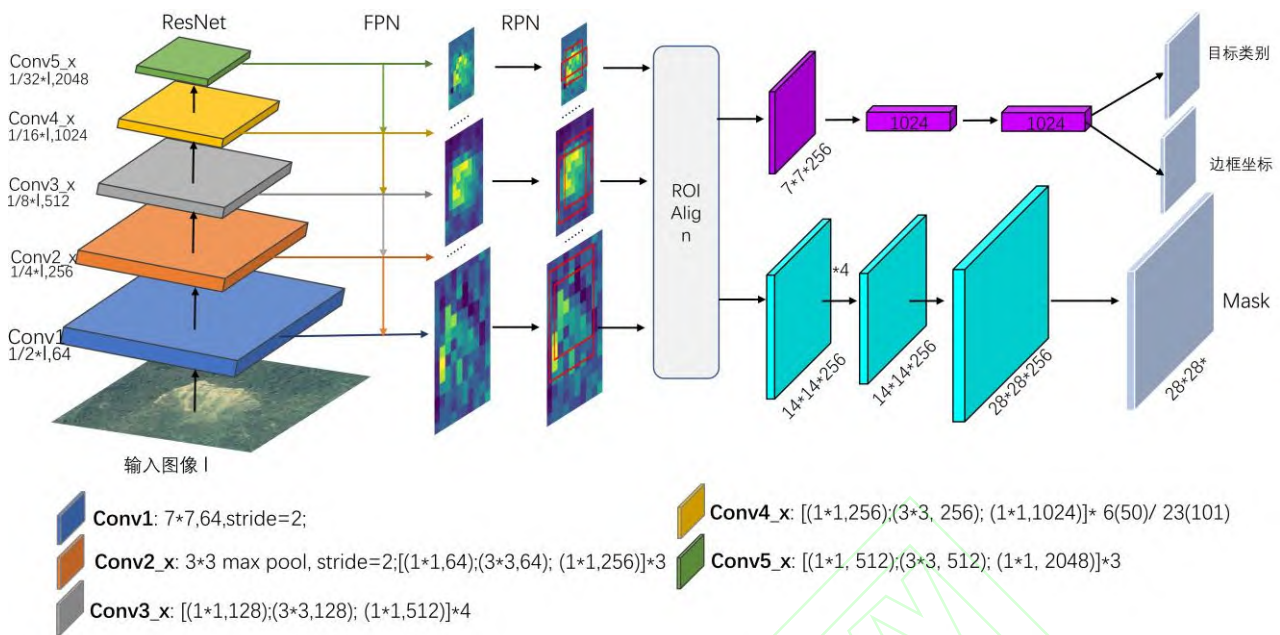 ResNet
FPN
RPN
Conv5_x
1/32*I,2048
Conv4_x
1/16*I,1024
Conv3_x
1/8*I,512
Conv2_x
1/4*I,256
Conv1
1/2*I,64
输入图像 I
......
......
......
......
ROI
Alig
n
7*7*256
1024
1024
目标类别
边框坐标
*4
14*14*256
14*14*256
28*28*256
28*28*
Mask
Conv1: 7*7,64,stride=2;
Conv2_x: 3*3 max pool, stride=2;[(1*1,64);(3*3,64); (1*1,256)]*3
Conv3_x: [(1*1,128);(3*3,128); (1*1,512)]*4
Conv4_x: [(1*1,256);(3*3, 256); (1*1,1024)]* 6(50)/ 23(101)
Conv5_x: [(1*1, 512);(3*3, 512); (1*1, 2048)]*3